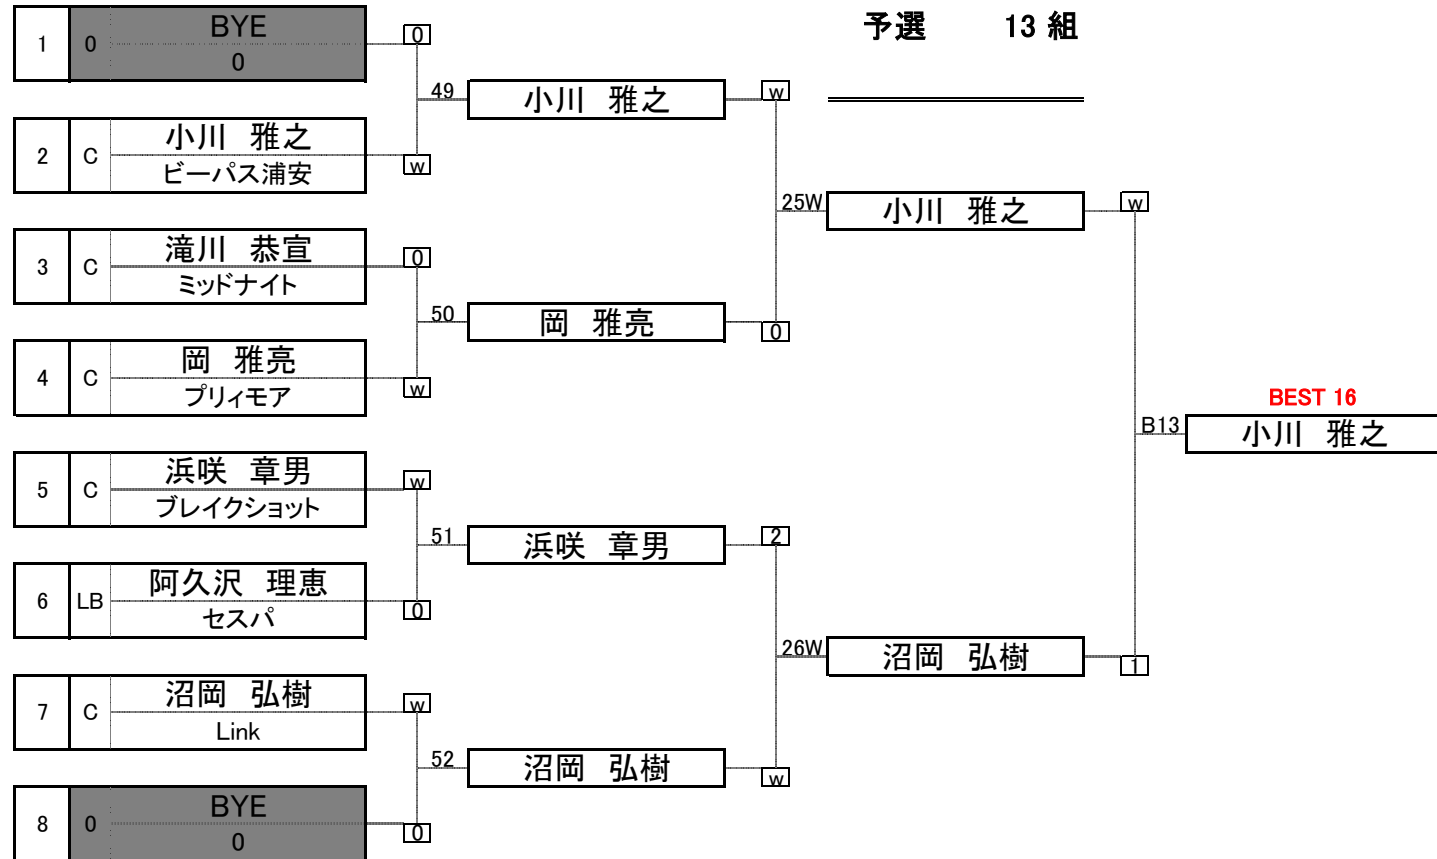 予選 13 組
1 0 BYE 0
0
49 小川 雅之 w
2 C 小川 雅之
ビーパス浦安
w
25W 小川 雅之 w
3 C 滝川 恭宣
ミッドナイト
0
50 岡 雅亮 0
4 C 岡 雅亮
プリィモア
w
BEST 16
B13 小川 雅之
5 C 浜咲 章男
ブレイクショット
w
51 浜咲 章男 2
6 LB 阿久沢 理恵
セスパ
0
26W 沼岡 弘樹 1
7 C 沼岡 弘樹
Link
w
52 沼岡 弘樹 w
8 0 BYE 0
0